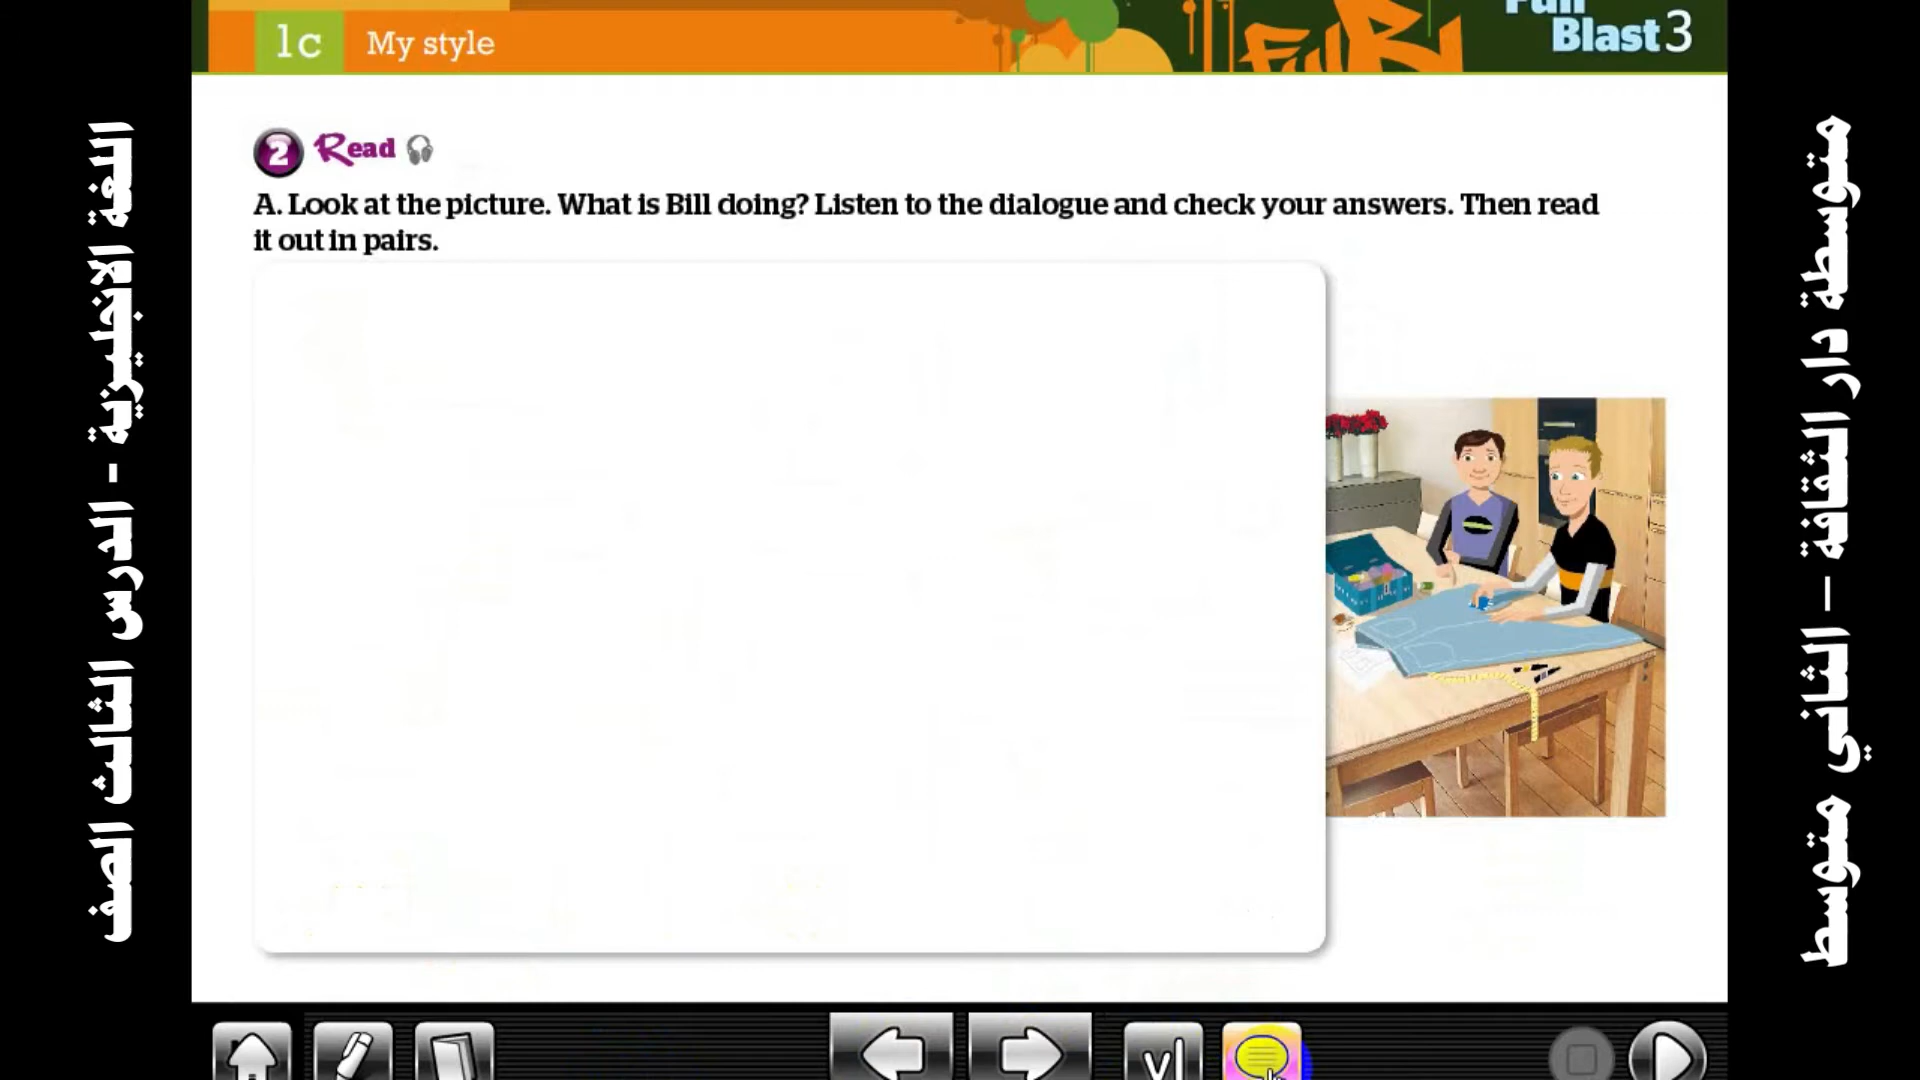 1c My style
Full
Blast 3
2 Read
A. Look at the picture. What is Bill doing? Listen to the dialogue and check your answers. Then read
it out in pairs.
اللغة الانجليزية - الدرس الثالث الصف
متوسطة دار الثقافة – الثاني متوسط